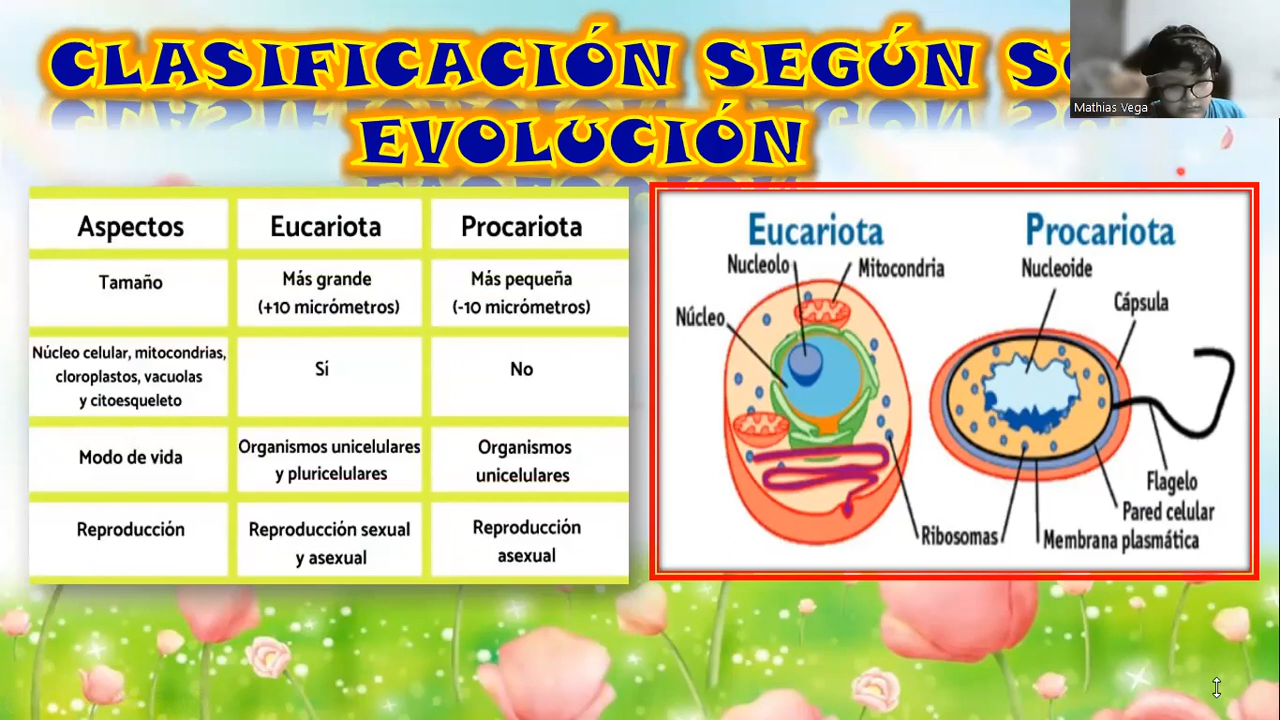 CLASIFICACIÓN SEGÚN
EVOLUCIÓN
Mathias Vega
Aspectos
Eucariota
Procariota
Tamaño
Más grande
(+10 micrómetros)
Más pequeña
(-10 micrómetros)
Núcleo celular, mitocondrias,
cloroplastos, vacuolas
y citoesqueleto
Sí
No
Modo de vida
Organismos unicelulares
y pluricelulares
Organismos
unicelulares
Reproducción
Reproducción sexual
y asexual
Reproducción
asexual
Eucariota
Procariota
Nucleolo
Mitocondria
Nucleoide
Cápsula
Núcleo
Flagelo
Pared celular
Ribosomas
Membrana plasmática